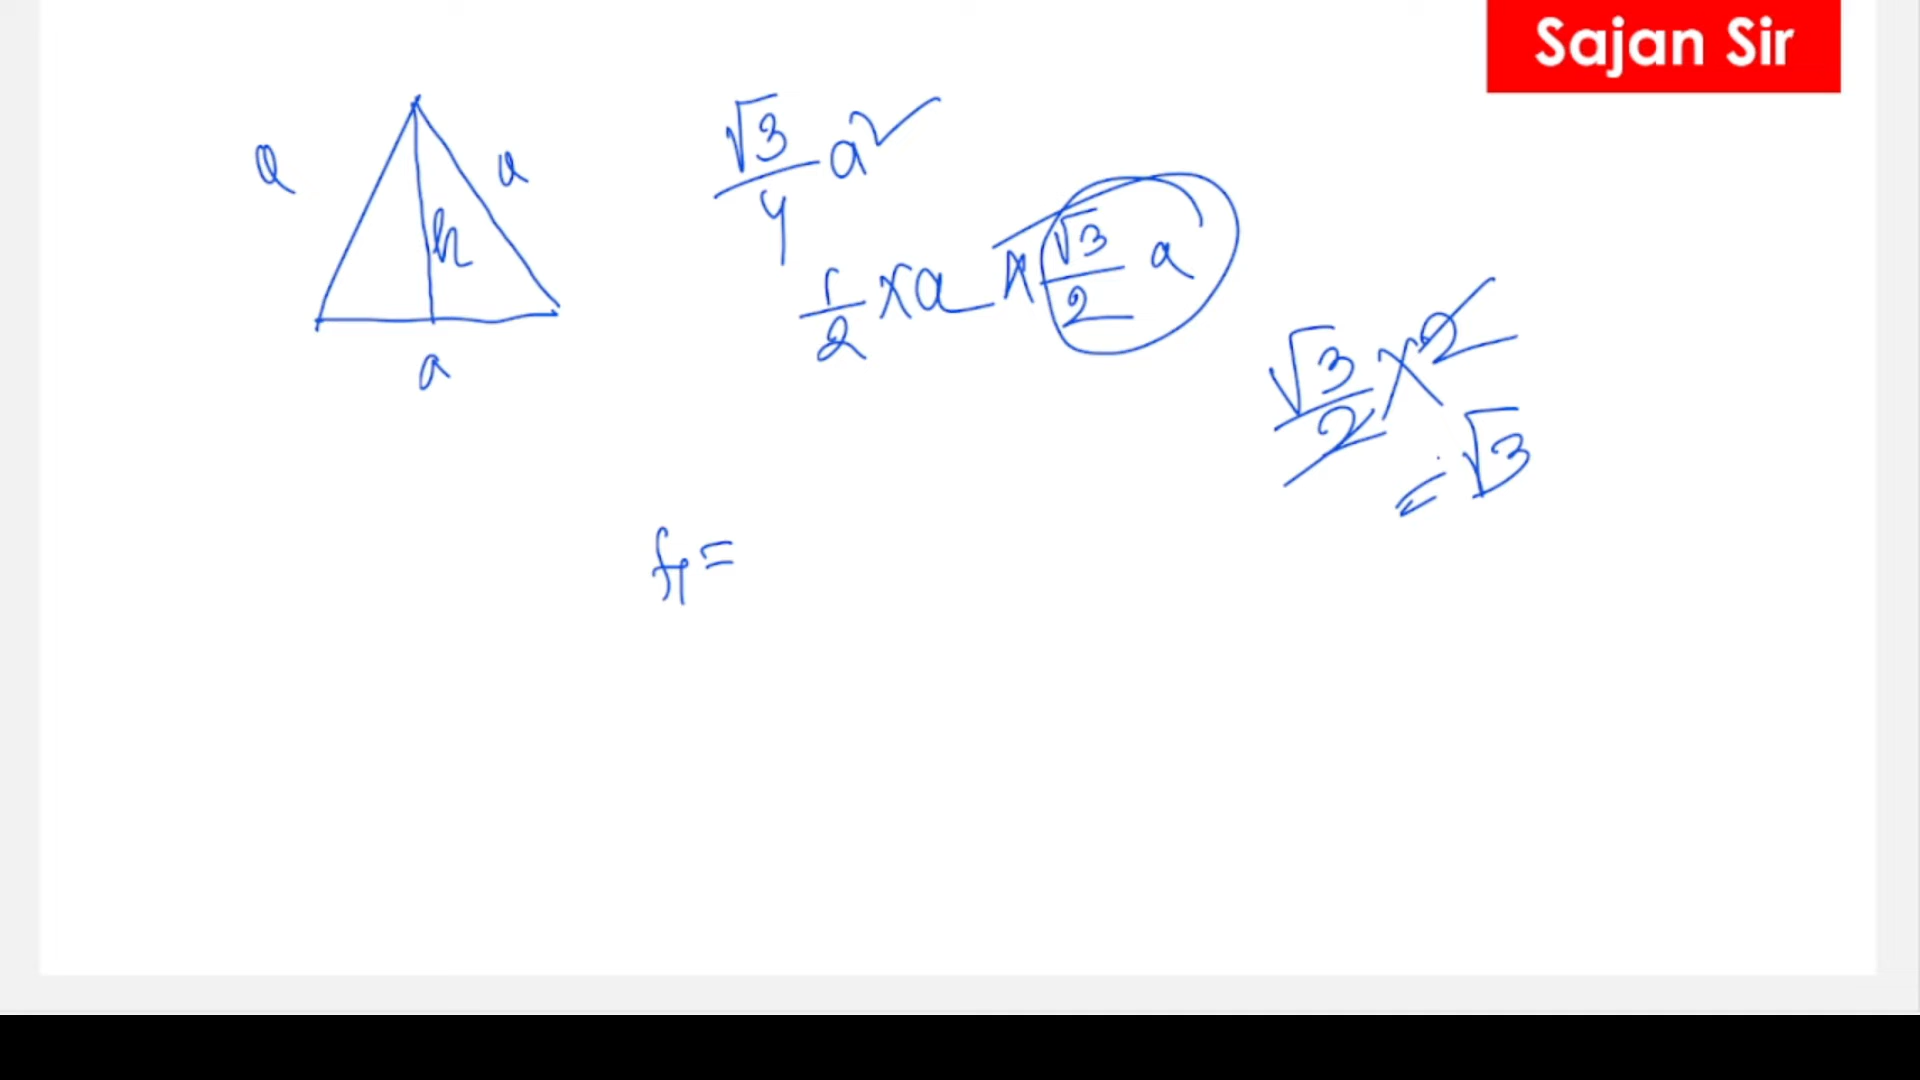 Sajan Sir
a a
h
a
√3/4 a²
1/2 × a × √3/2 a
√3/2 × 2
= √3